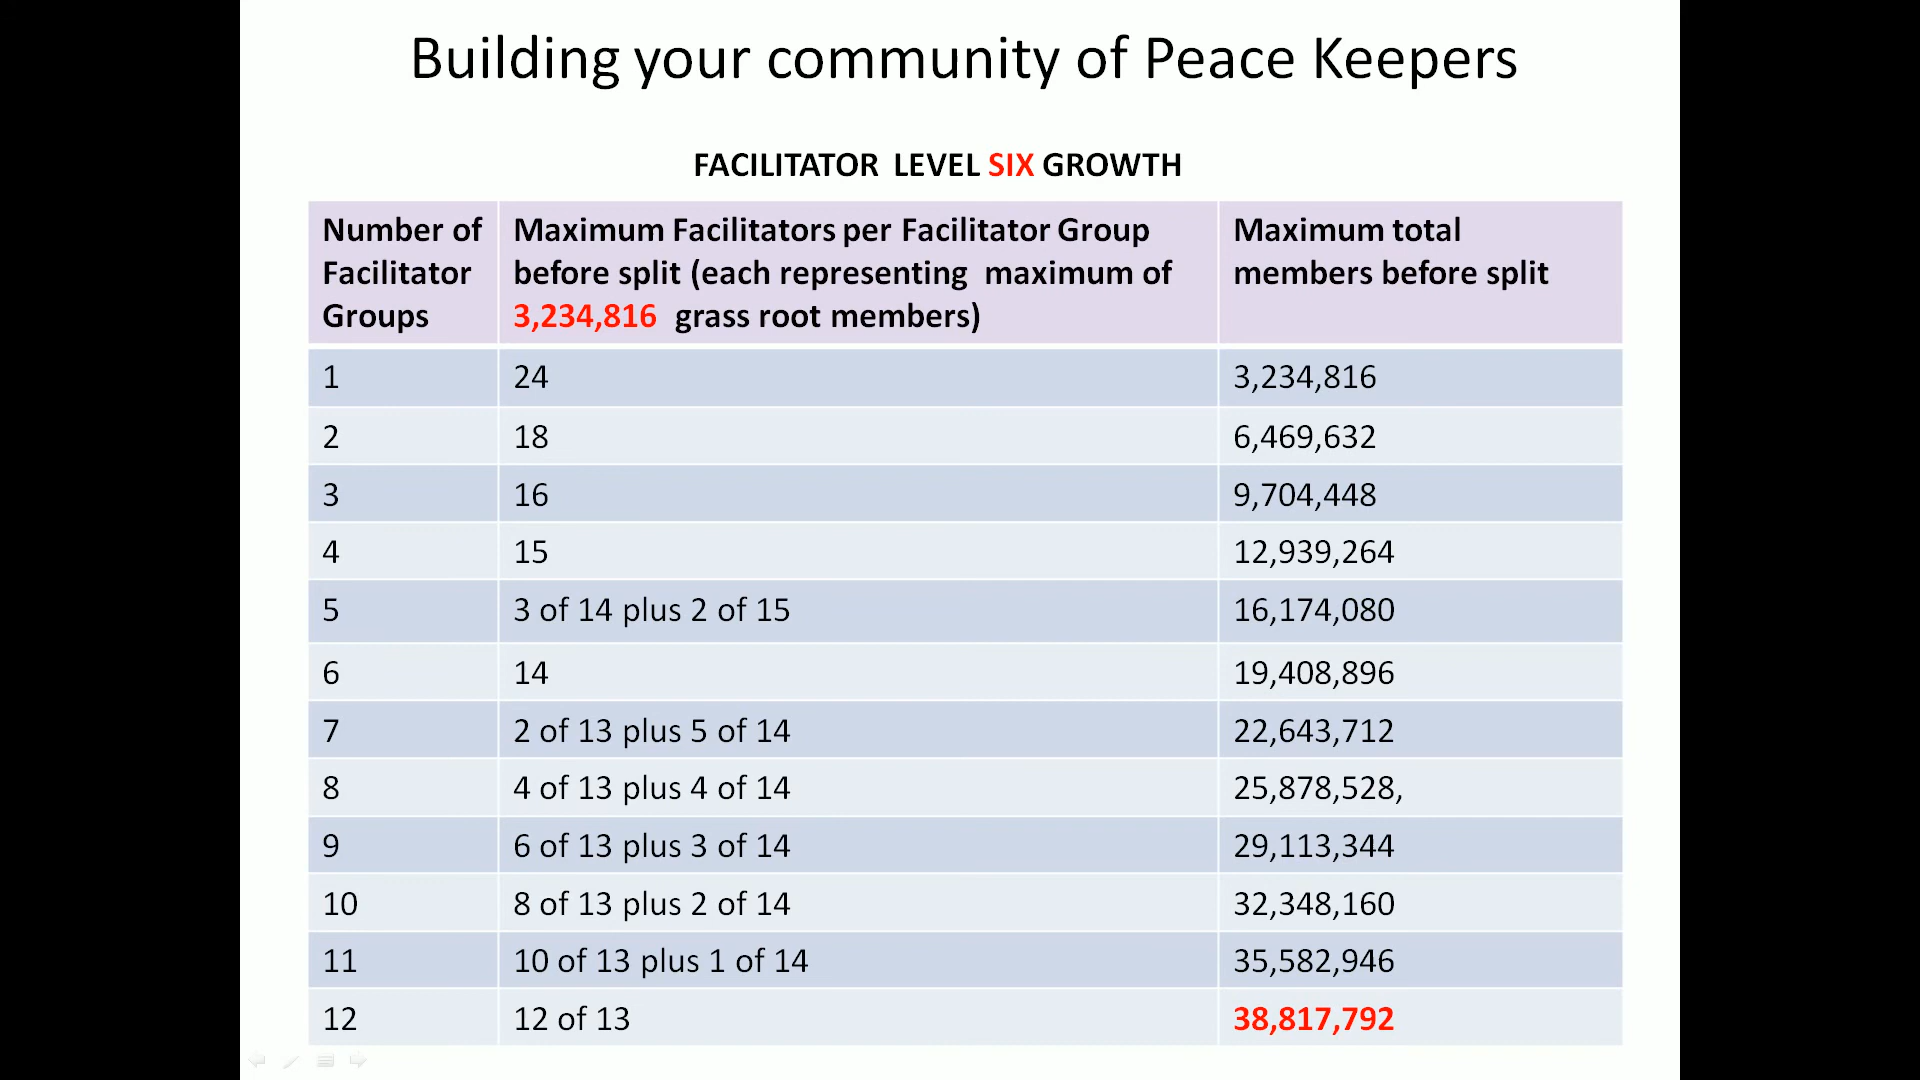 Building your community of Peace Keepers
FACILITATOR LEVEL SIX GROWTH
Number of Facilitator Groups
Maximum Facilitators per Facilitator Group before split (each representing maximum of 3,234,816 grass root members)
Maximum total members before split
1 24 3,234,816
2 18 6,469,632
3 16 9,704,448
4 15 12,939,264
5 3 of 14 plus 2 of 15 16,174,080
6 14 19,408,896
7 2 of 13 plus 5 of 14 22,643,712
8 4 of 13 plus 4 of 14 25,878,528,
9 6 of 13 plus 3 of 14 29,113,344
10 8 of 13 plus 2 of 14 32,348,160
11 10 of 13 plus 1 of 14 35,582,946
12 12 of 13 38,817,792